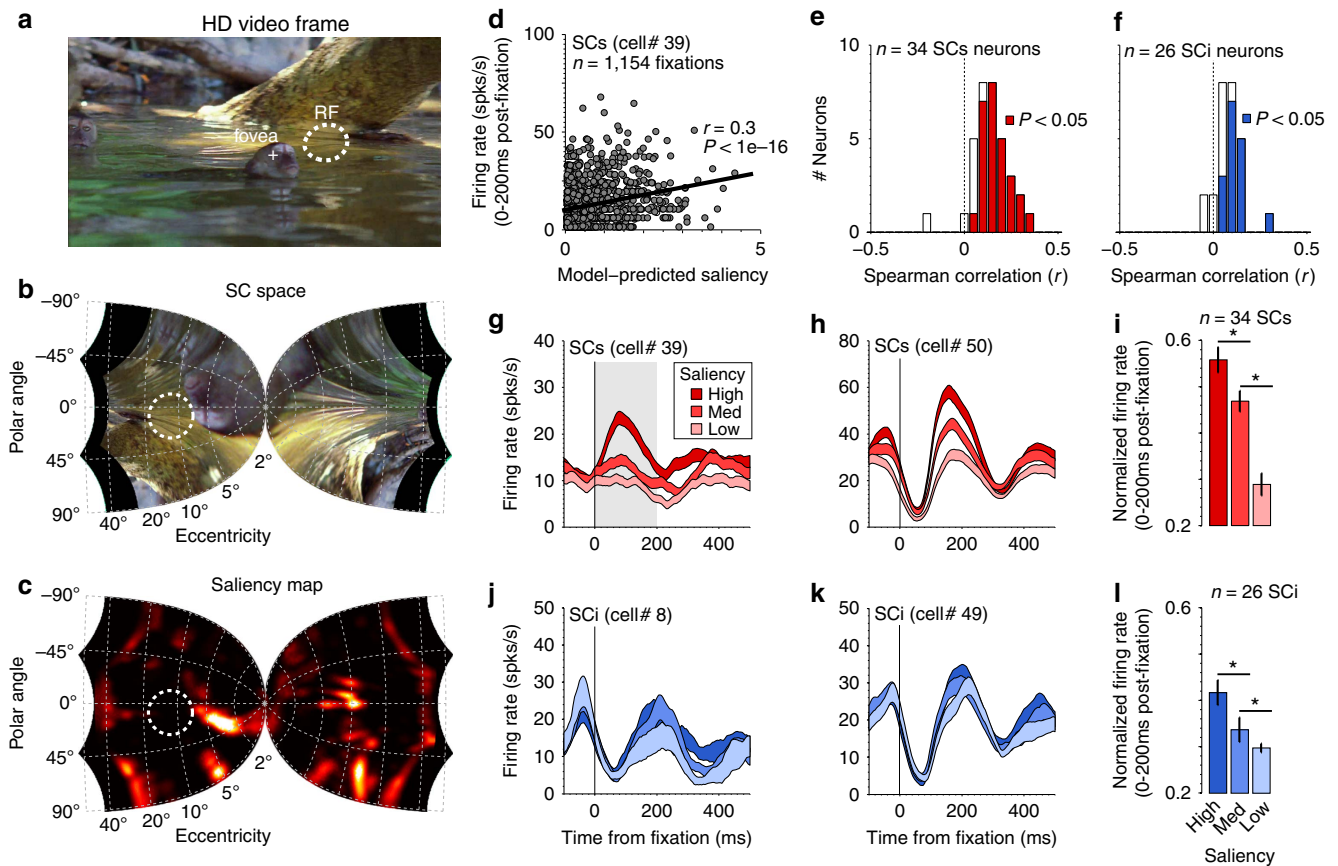 a
HD video frame
RF
fovea
+
b
SC space
–90°
–45°
0°
45°
90°
Polar angle
40°
20°
10°
5°
2°
Eccentricity
c
Saliency map
–90°
–45°
0°
45°
90°
Polar angle
40°
20°
10°
5°
2°
Eccentricity
d
SCs (cell# 39)
n = 1,154 fixations
r = 0.3
P < 1e–16
100
50
0
Firing rate (spks/s)
(0-200ms post-fixation)
0
5
Model–predicted saliency
e
n = 34 SCs neurons
P < 0.05
10
5
0
# Neurons
–0.5
0
0.5
Spearman correlation (r)
f
n = 26 SCi neurons
P < 0.05
–0.5
0
0.5
Spearman correlation (r)
g
SCs (cell# 39)
Saliency
High
Med
Low
40
30
20
10
0
Firing rate (spks/s)
0
200
400
h
SCs (cell# 50)
80
60
40
20
0
0
200
400
i
n = 34 SCs
*
*
0.6
0.2
Normalized firing rate
(0-200ms post-fixation)
j
SCi (cell# 8)
50
40
30
20
10
0
Firing rate (spks/s)
0
200
400
Time from fixation (ms)
k
SCi (cell# 49)
50
40
30
20
10
0
0
200
400
Time from fixation (ms)
l
n = 26 SCi
*
*
0.6
0.2
Normalized firing rate
(0-200ms post-fixation)
High
Med
Low
Saliency